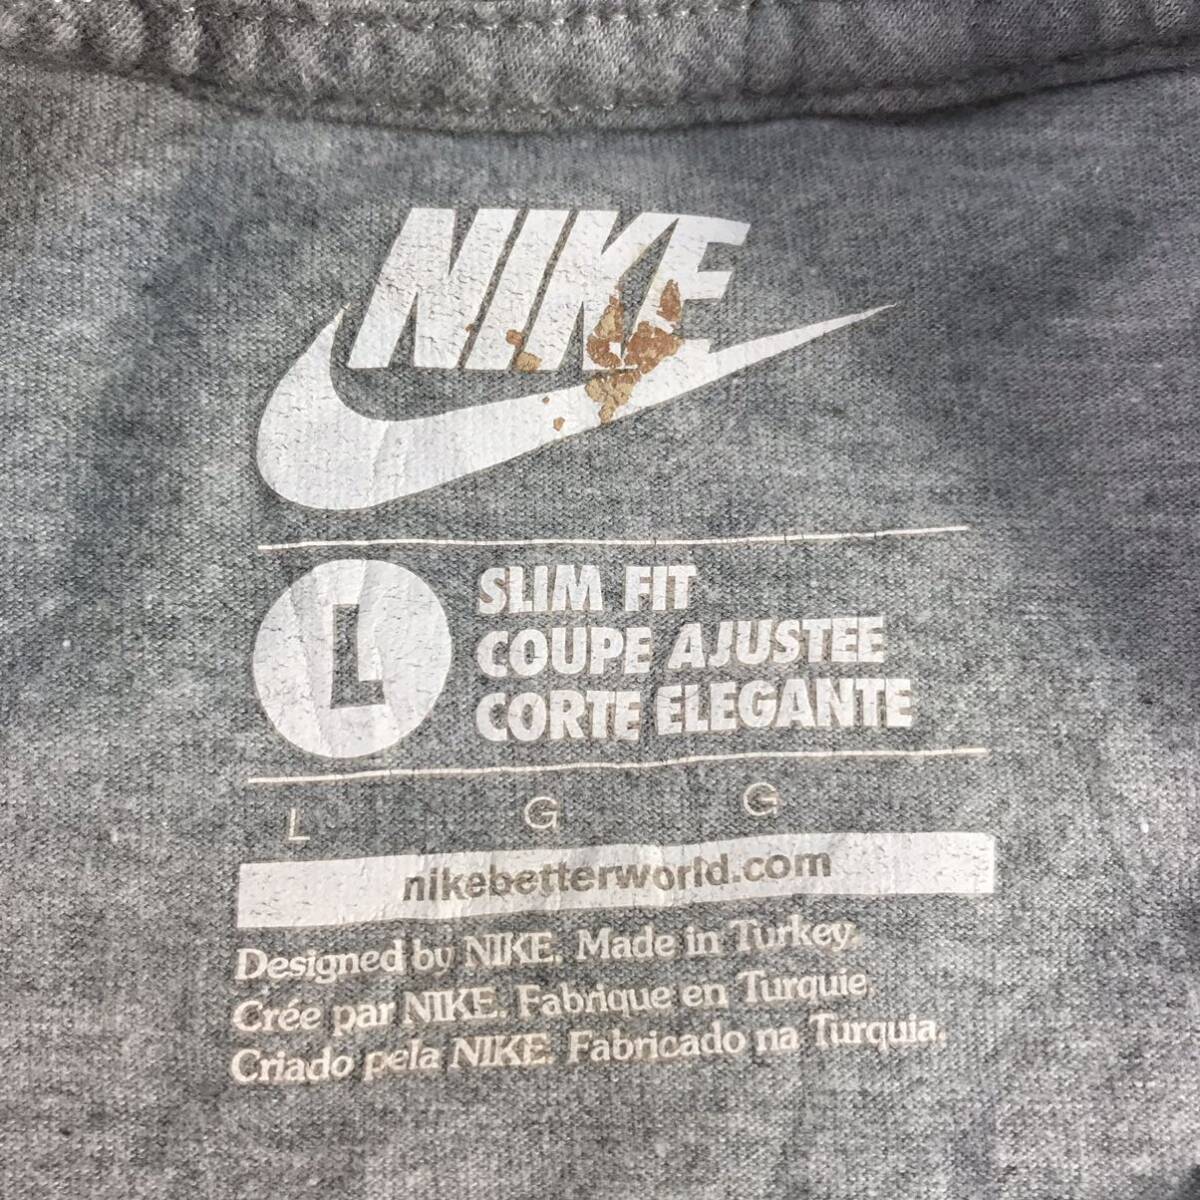 NIKE
L
SLIM FIT
COUPE AJUSTEE
CORTE ELEGANTE
L G G
nikebetterworld.com
Designed by NIKE. Made in Turkey.
Crée par NIKE. Fabrique en Turquie.
Criado pela NIKE. Fabricado na Turquia.